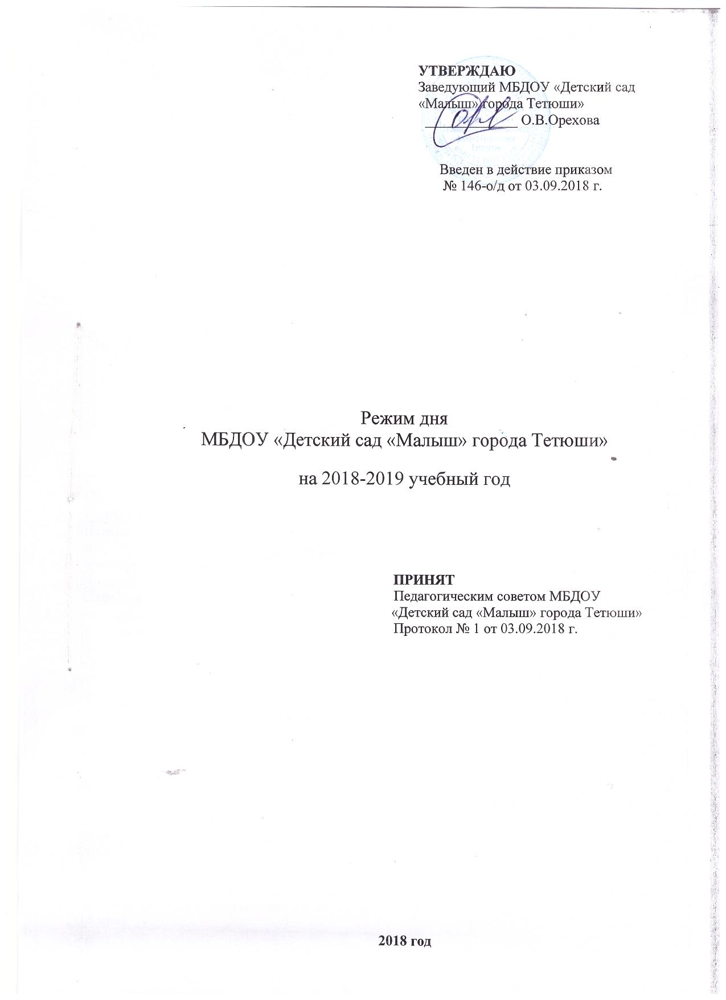 УТВЕРЖДАЮ
Заведующий МБДОУ «Детский сад
«Малыш» города Тетюши»
_____________ О.В.Орехова
Введен в действие приказом
№ 146-о/д от 03.09.2018 г.
Режим дня
МБДОУ «Детский сад «Малыш» города Тетюши»
на 2018-2019 учебный год
ПРИНЯТ
Педагогическим советом МБДОУ
«Детский сад «Малыш» города Тетюши»
Протокол № 1 от 03.09.2018 г.
2018 год